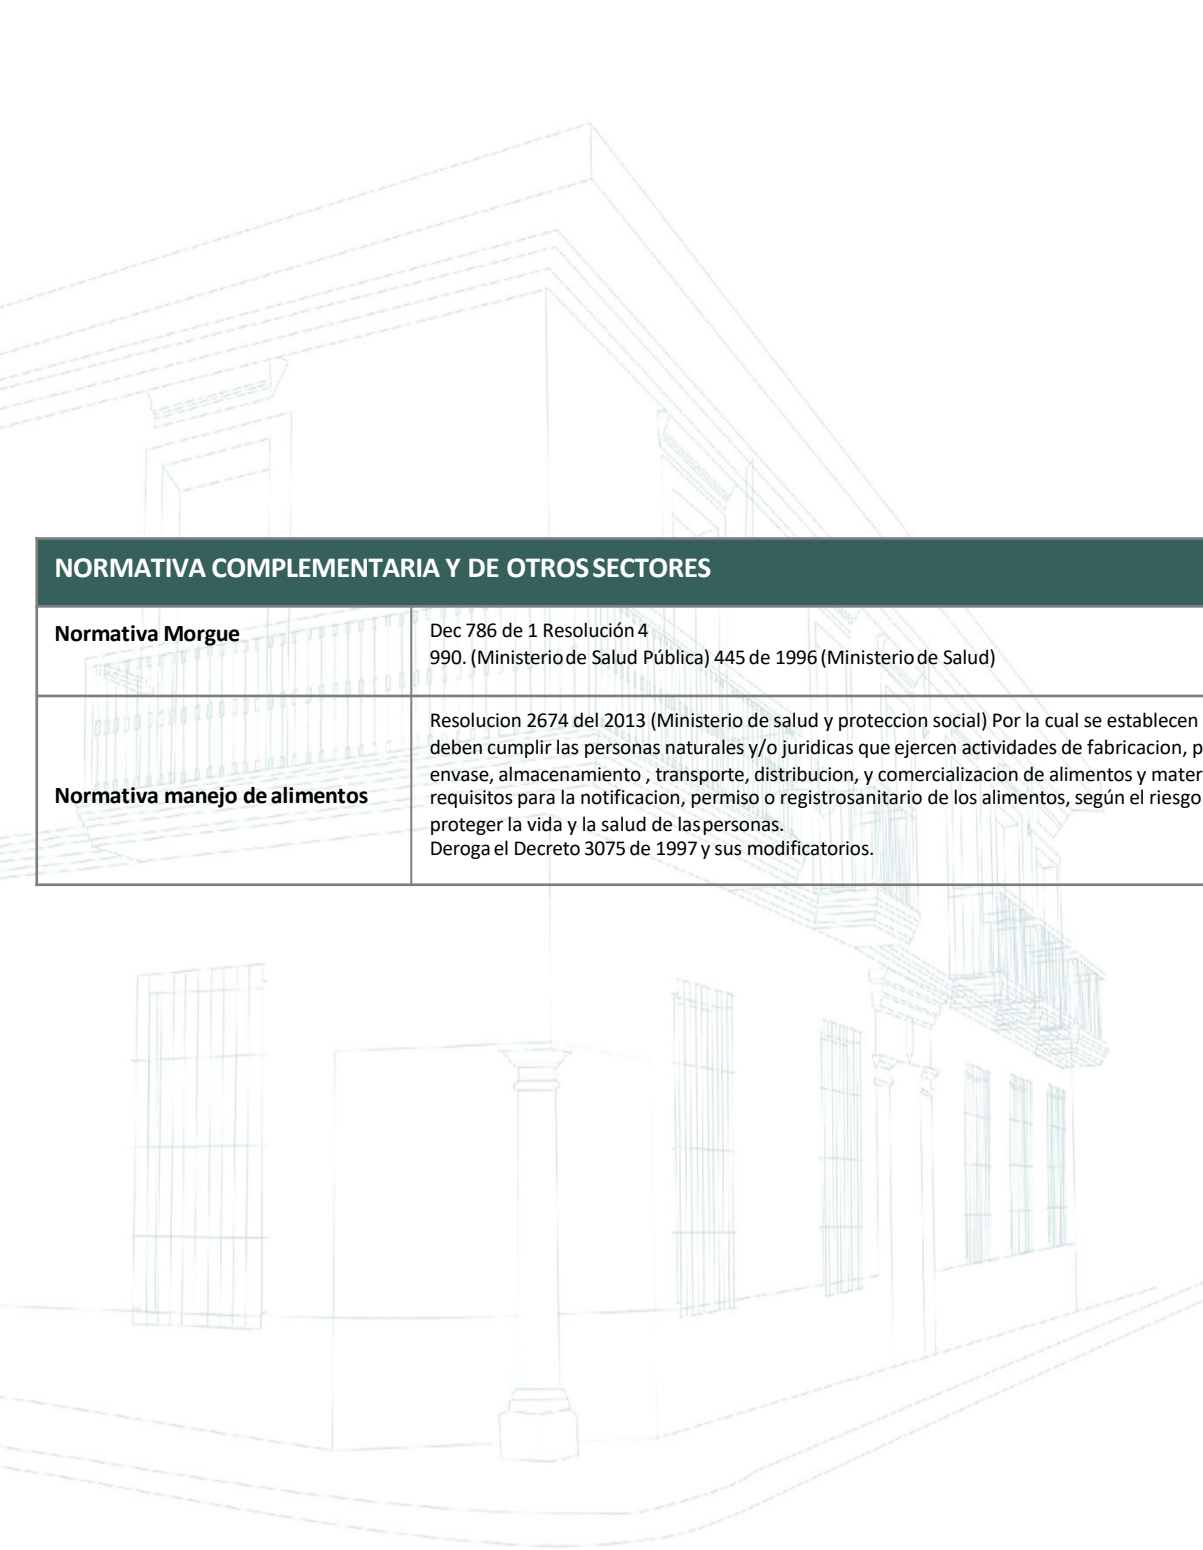 NORMATIVA COMPLEMENTARIA Y DE OTROS SECTORES
Normativa Morgue
Dec 786 de 1 Resolución 4
990. (Ministerio de Salud Pública) 445 de 1996 (Ministerio de Salud)
Normativa manejo de alimentos
Resolucion 2674 del 2013 (Ministerio de salud y proteccion social) Por la cual se establecen
deben cumplir las personas naturales y/o juridicas que ejercen actividades de fabricacion, p
envase, almacenamiento , transporte, distribucion, y comercializacion de alimentos y mater
requisitos para la notificacion, permiso o registrosanitario de los alimentos, según el riesgo
proteger la vida y la salud de laspersonas.
Deroga el Decreto 3075 de 1997 y sus modificatorios.